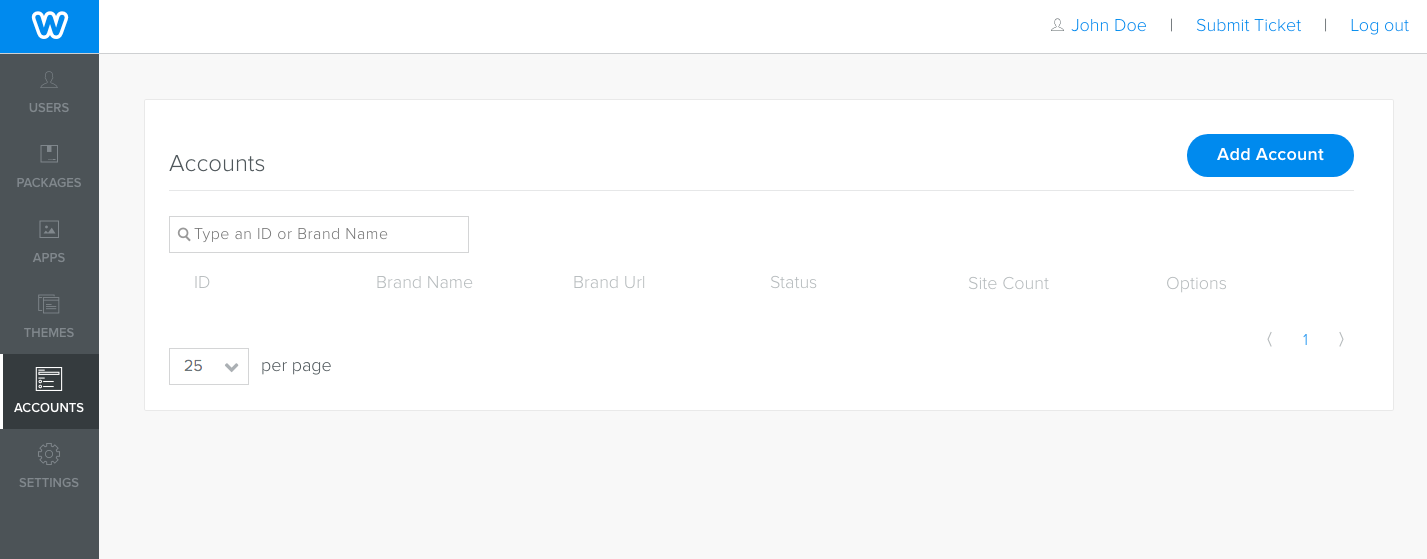 John Doe | Submit Ticket | Log out
USERS
PACKAGES
APPS
THEMES
ACCOUNTS
SETTINGS
Accounts
Add Account
Type an ID or Brand Name
ID Brand Name Brand Url Status Site Count Options
〈 1 〉
25 per page